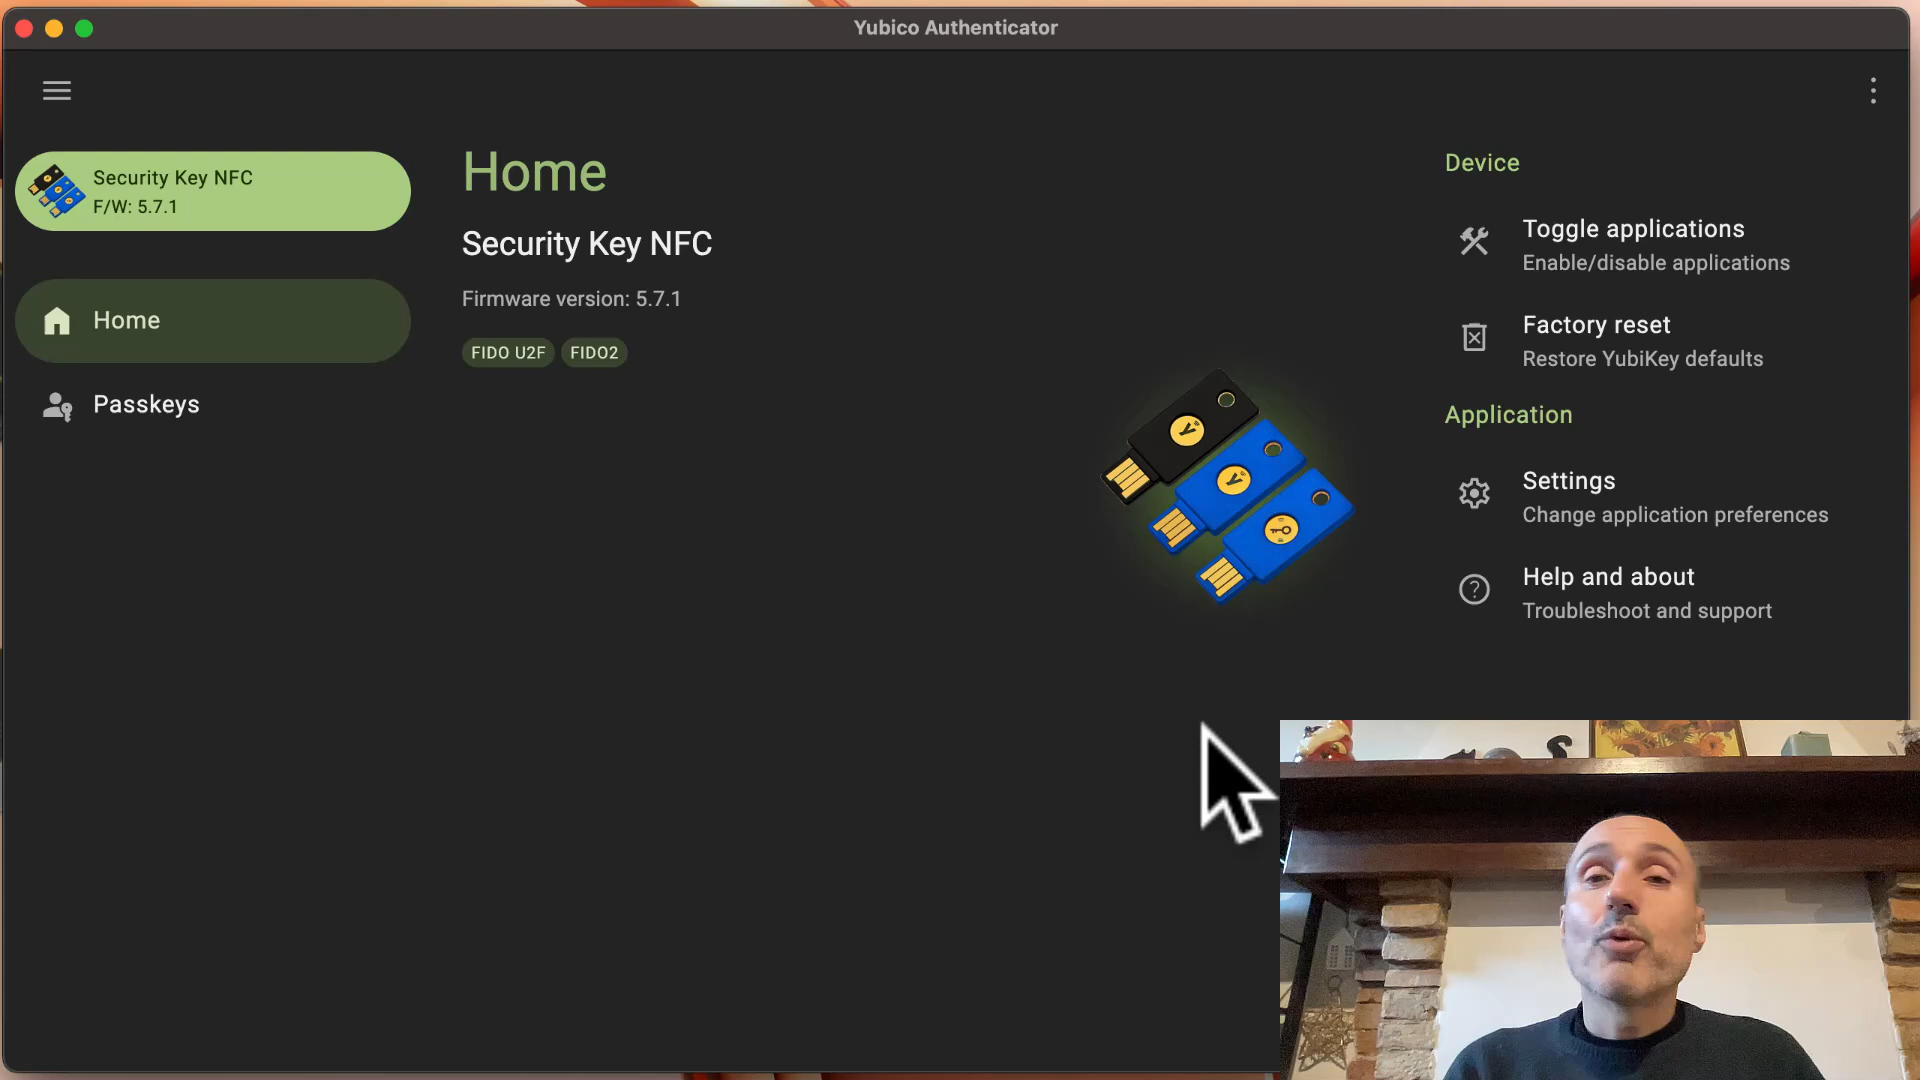 Yubico Authenticator
Security Key NFC
F/W: 5.7.1
Home
Passkeys
Home
Security Key NFC
Firmware version: 5.7.1
FIDO U2F FIDO2
Device
Toggle applications
Enable/disable applications
Factory reset
Restore YubiKey defaults
Application
Settings
Change application preferences
Help and about
Troubleshoot and support